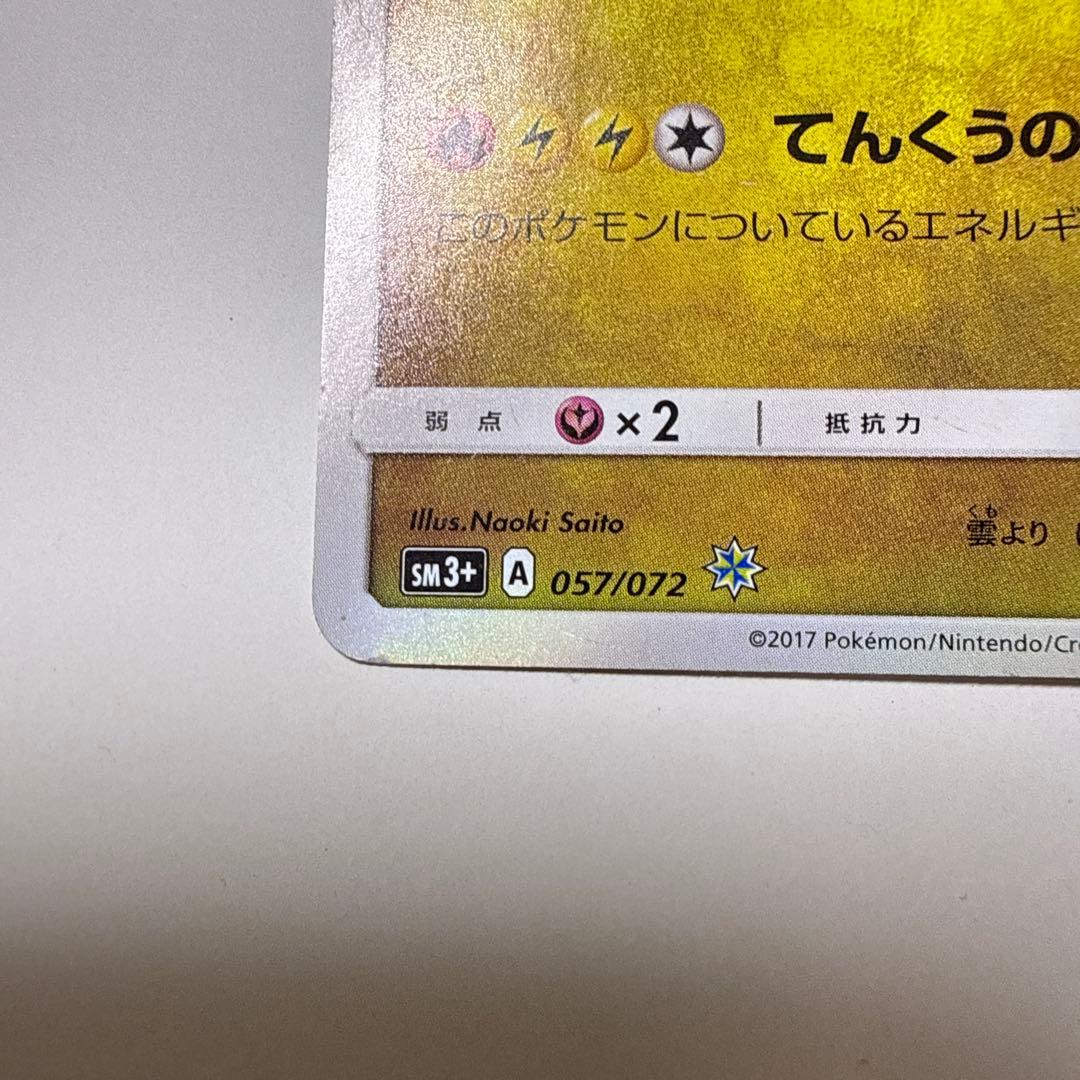 てんくうの
このポケモンについているエネルギ
弱点 ×2 抵抗力
Illus.Naoki Saito
くも
雲より
SM3+ A 057/072
©2017 Pokémon/Nintendo/Cr